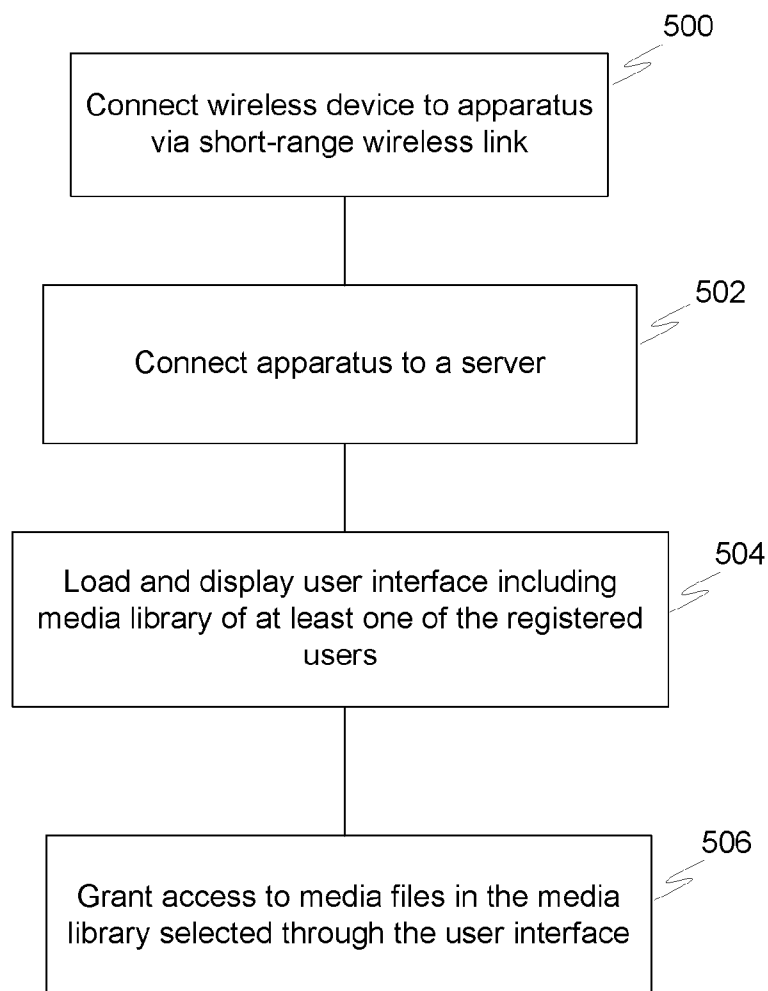 500
Connect wireless device to apparatus
via short-range wireless link
502
Connect apparatus to a server
504
Load and display user interface including
media library of at least one of the registered
users
506
Grant access to media files in the media
library selected through the user interface